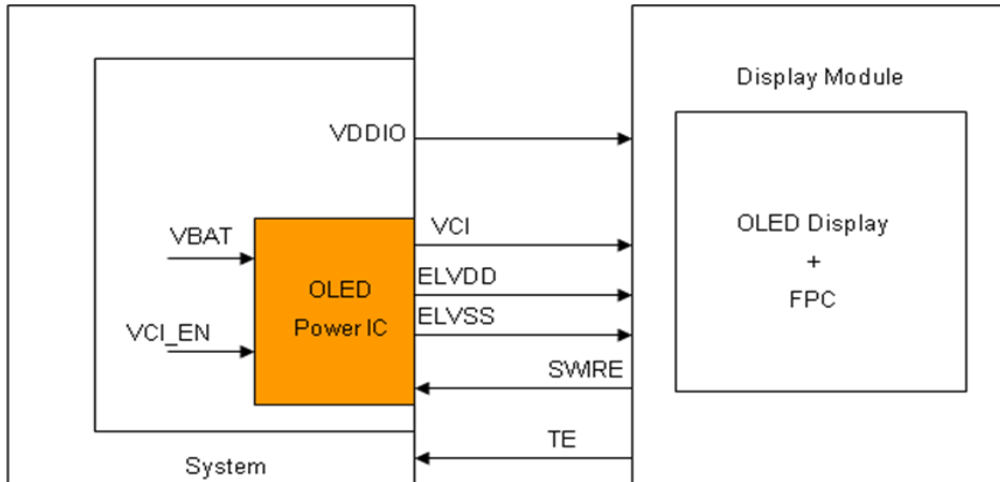 Display Module
VDDIO
VCI
VBAT
OLED Display
+
FPC
ELVDD
OLED
Power IC
ELVSS
VCI_EN
SWIRE
TE
System